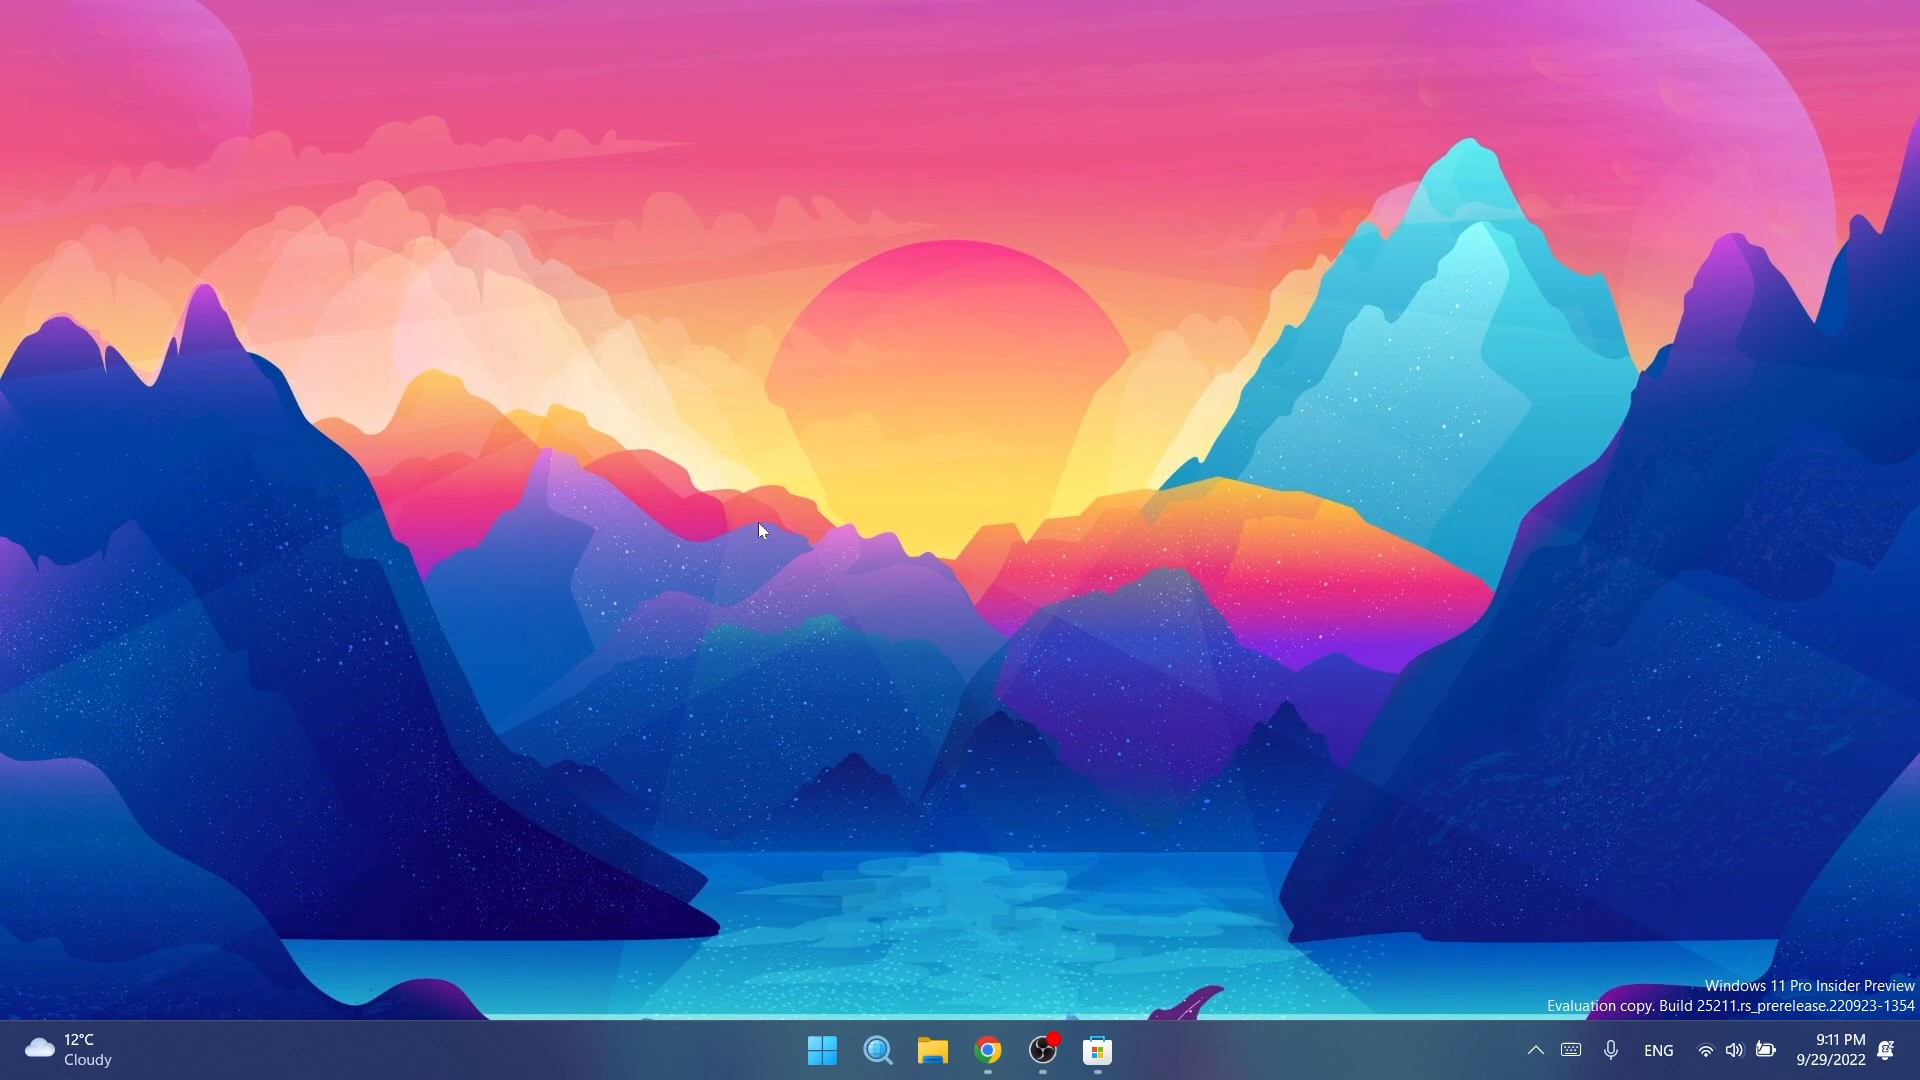 Windows 11 Pro Insider Preview
Evaluation copy. Build 25211.rs_prerelease.220923-1354
12°C
Cloudy
ENG
9:11 PM
9/29/2022